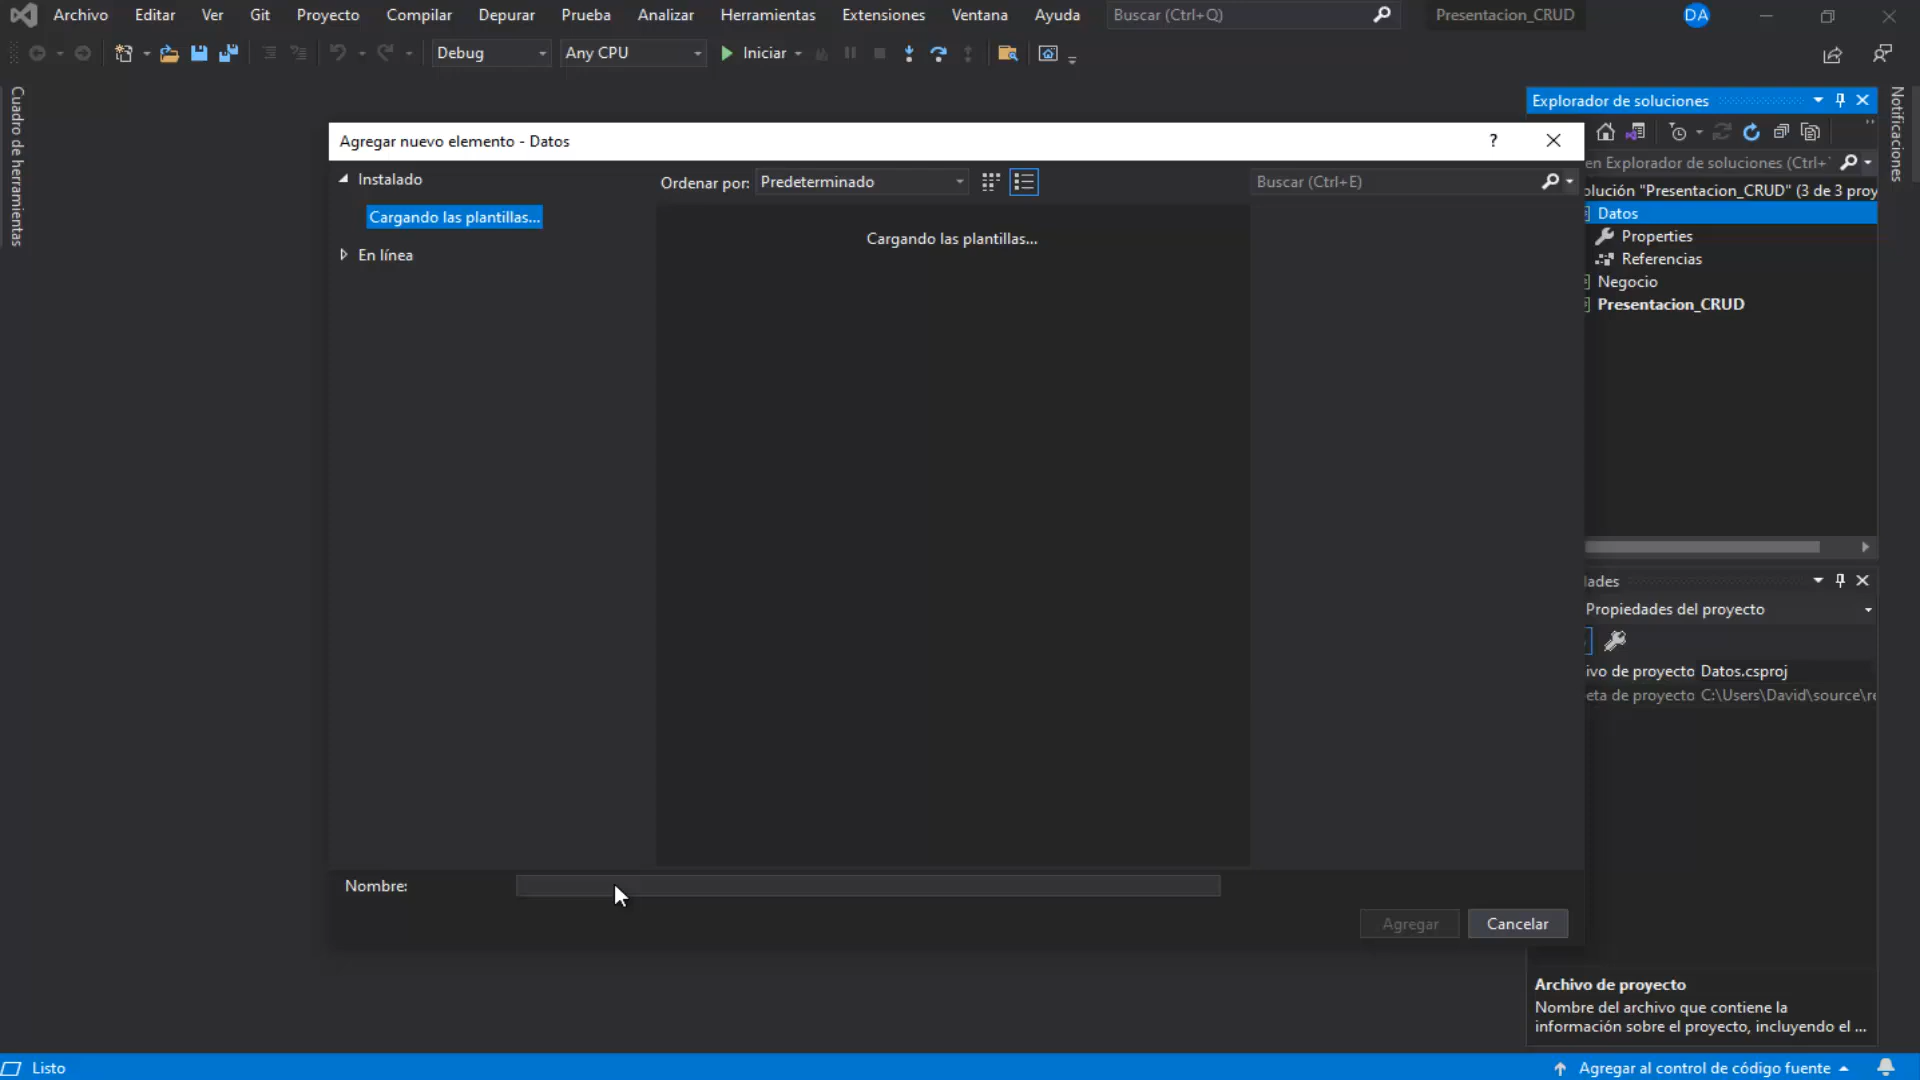 Archivo Editar Ver Git Proyecto Compilar Depurar Prueba Analizar Herramientas Extensiones Ventana Ayuda Buscar (Ctrl+Q) Presentacion_CRUD DA
Debug Any CPU Iniciar
Cuadro de herramientas
Explorador de soluciones
Notificaciones
en Explorador de soluciones (Ctrl+
olución "Presentacion_CRUD" (3 de 3 proy
Datos
Properties
Referencias
Negocio
Presentacion_CRUD
Agregar nuevo elemento - Datos ?
Instalado
Ordenar por: Predeterminado
Buscar (Ctrl+E)
Cargando las plantillas...
Cargando las plantillas...
En línea
Nombre:
Agregar Cancelar
dades
Propiedades del proyecto
ivo de proyecto Datos.csproj
eta de proyecto C:\Users\David\source\re
Archivo de proyecto
Nombre del archivo que contiene la
información sobre el proyecto, incluyendo el ...
Listo
Agregar al control de código fuente